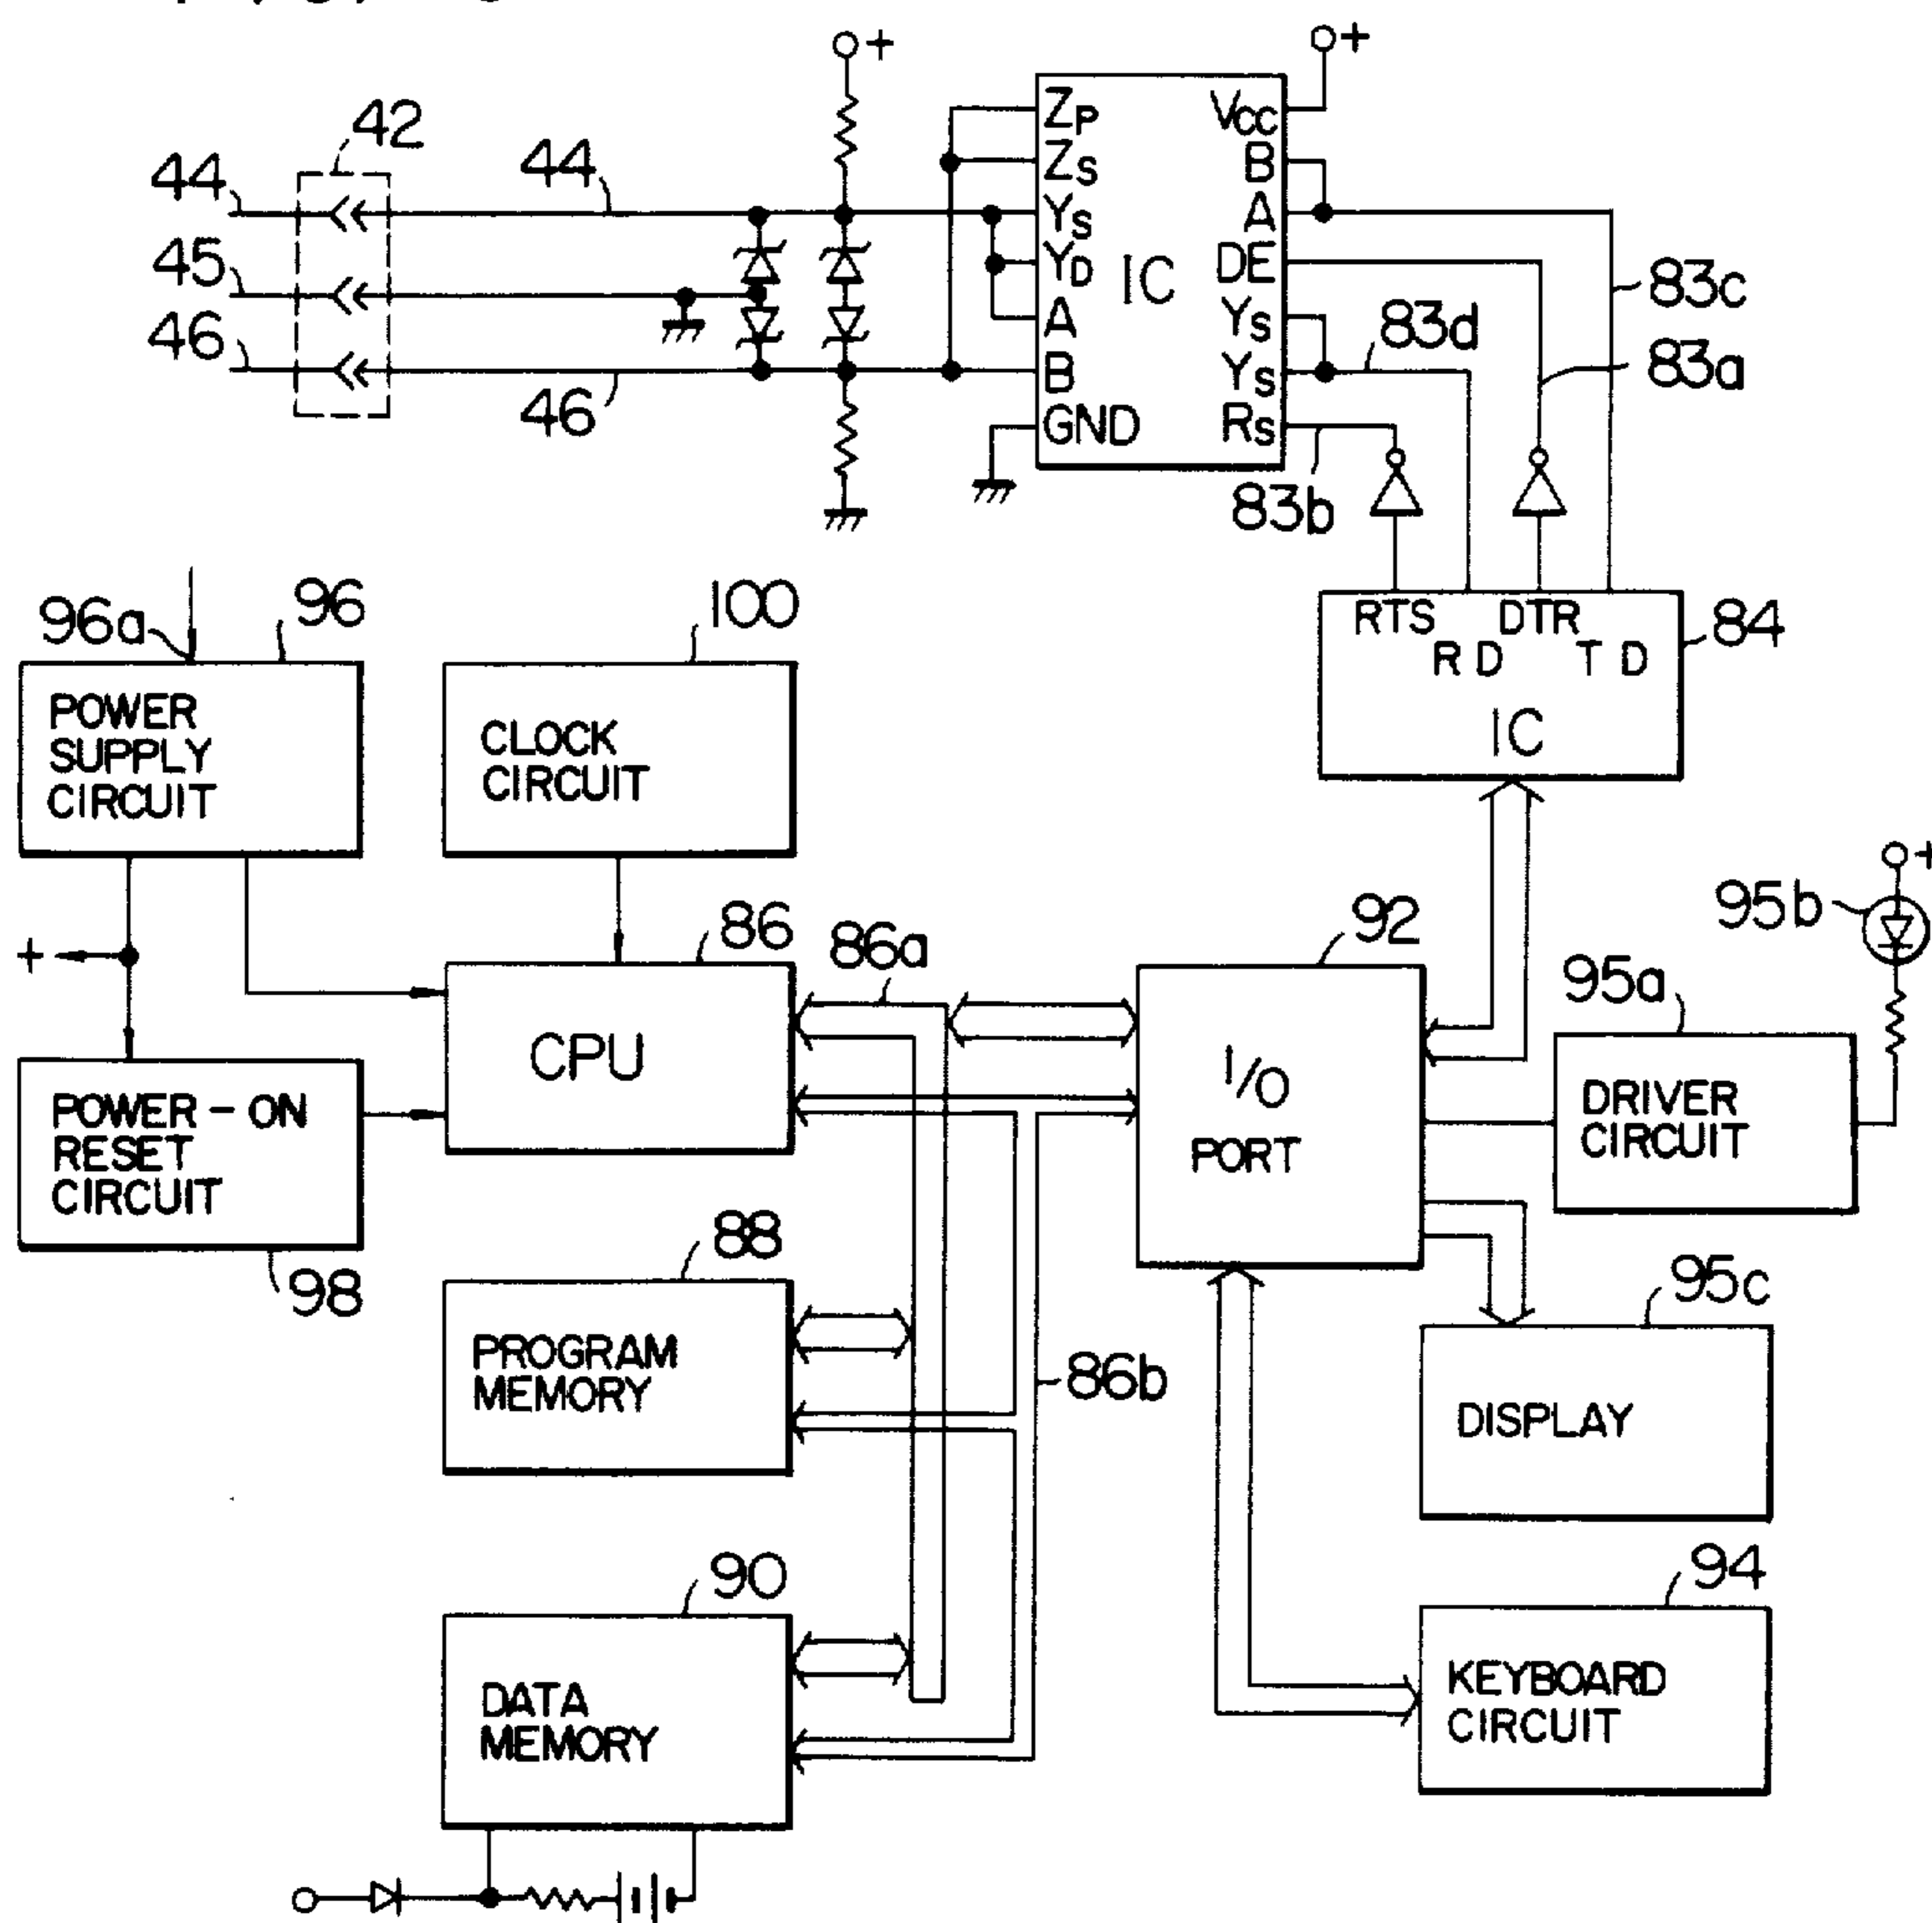 +
+
42
44
44
45
46
46
ZP
ZS
YS
YD
A
B
GND
IC
VCC
B
A
DE
YS
YS
RS
83c
83d
83a
83b
RTS
DTR
RD
TD
IC
84
96a
96
100
POWER
SUPPLY
CIRCUIT
CLOCK
CIRCUIT
+
86
86a
92
95b
+
95a
CPU
I/O
PORT
DRIVER
CIRCUIT
POWER-ON
RESET
CIRCUIT
98
88
PROGRAM
MEMORY
86b
95c
DISPLAY
90
94
DATA
MEMORY
KEYBOARD
CIRCUIT